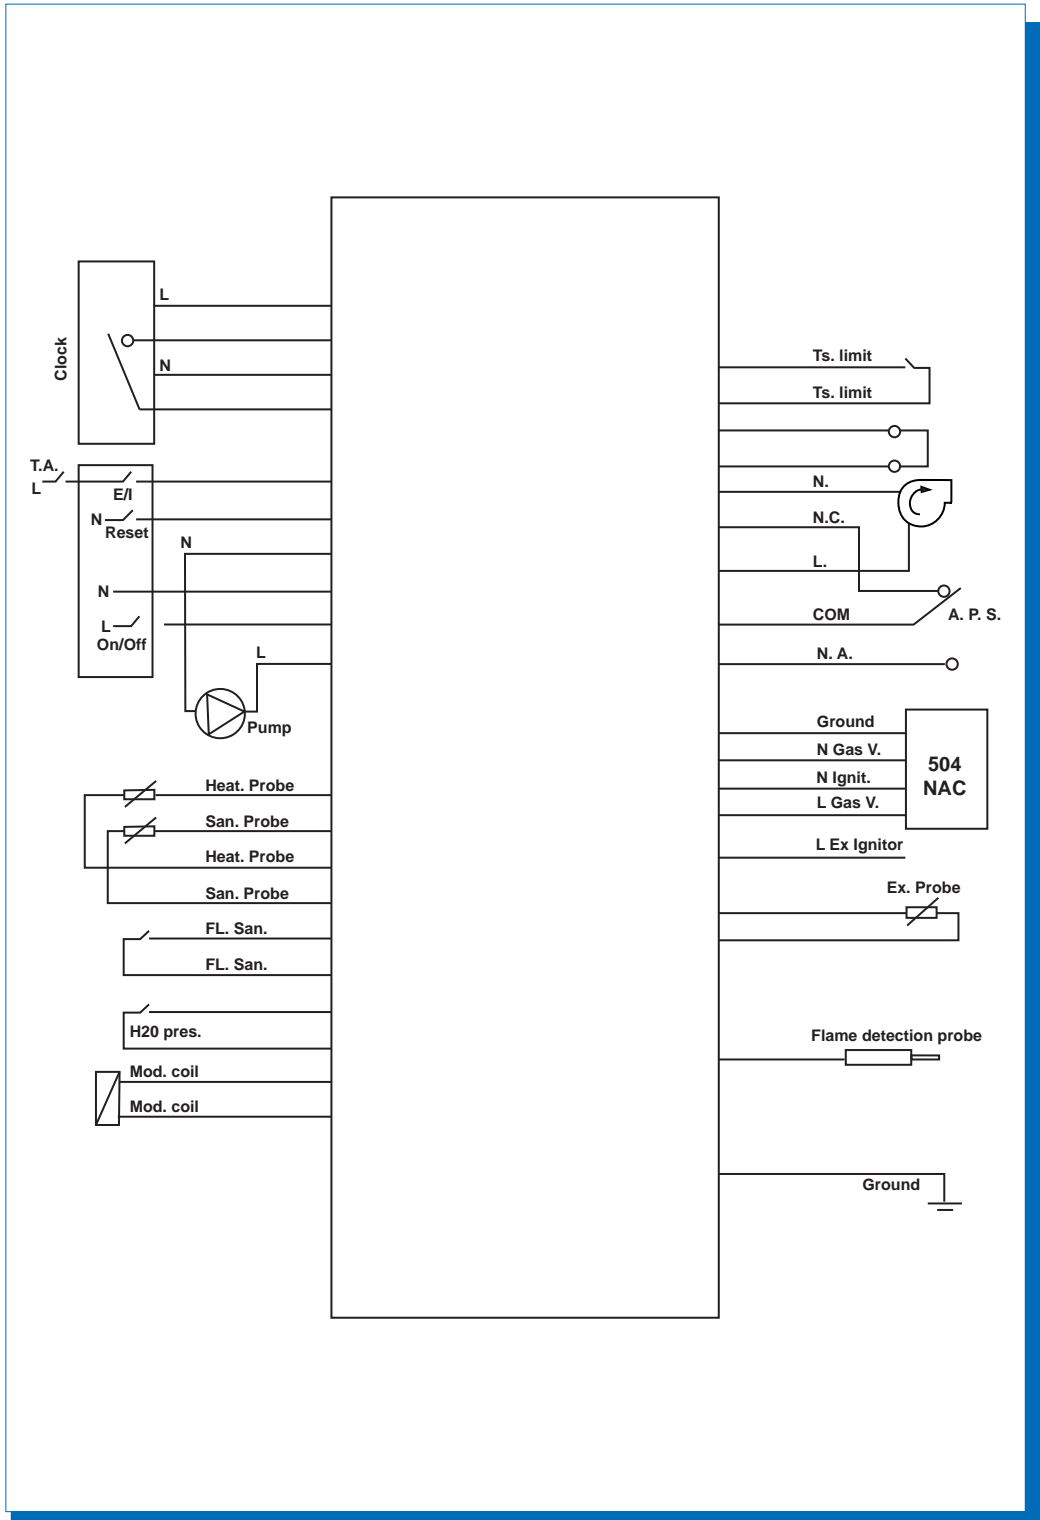 L
Clock
N
T.A.
L
E/I
N
Reset
N
N
L
On/Off
L
Pump
Heat. Probe
San. Probe
Heat. Probe
San. Probe
FL. San.
FL. San.
H20 pres.
Mod. coil
Mod. coil
Ts. limit
Ts. limit
N.
N.C.
L.
COM
A. P. S.
N. A.
Ground
N Gas V.
N Ignit.
L Gas V.
504
NAC
L Ex Ignitor
Ex. Probe
Flame detection probe
Ground